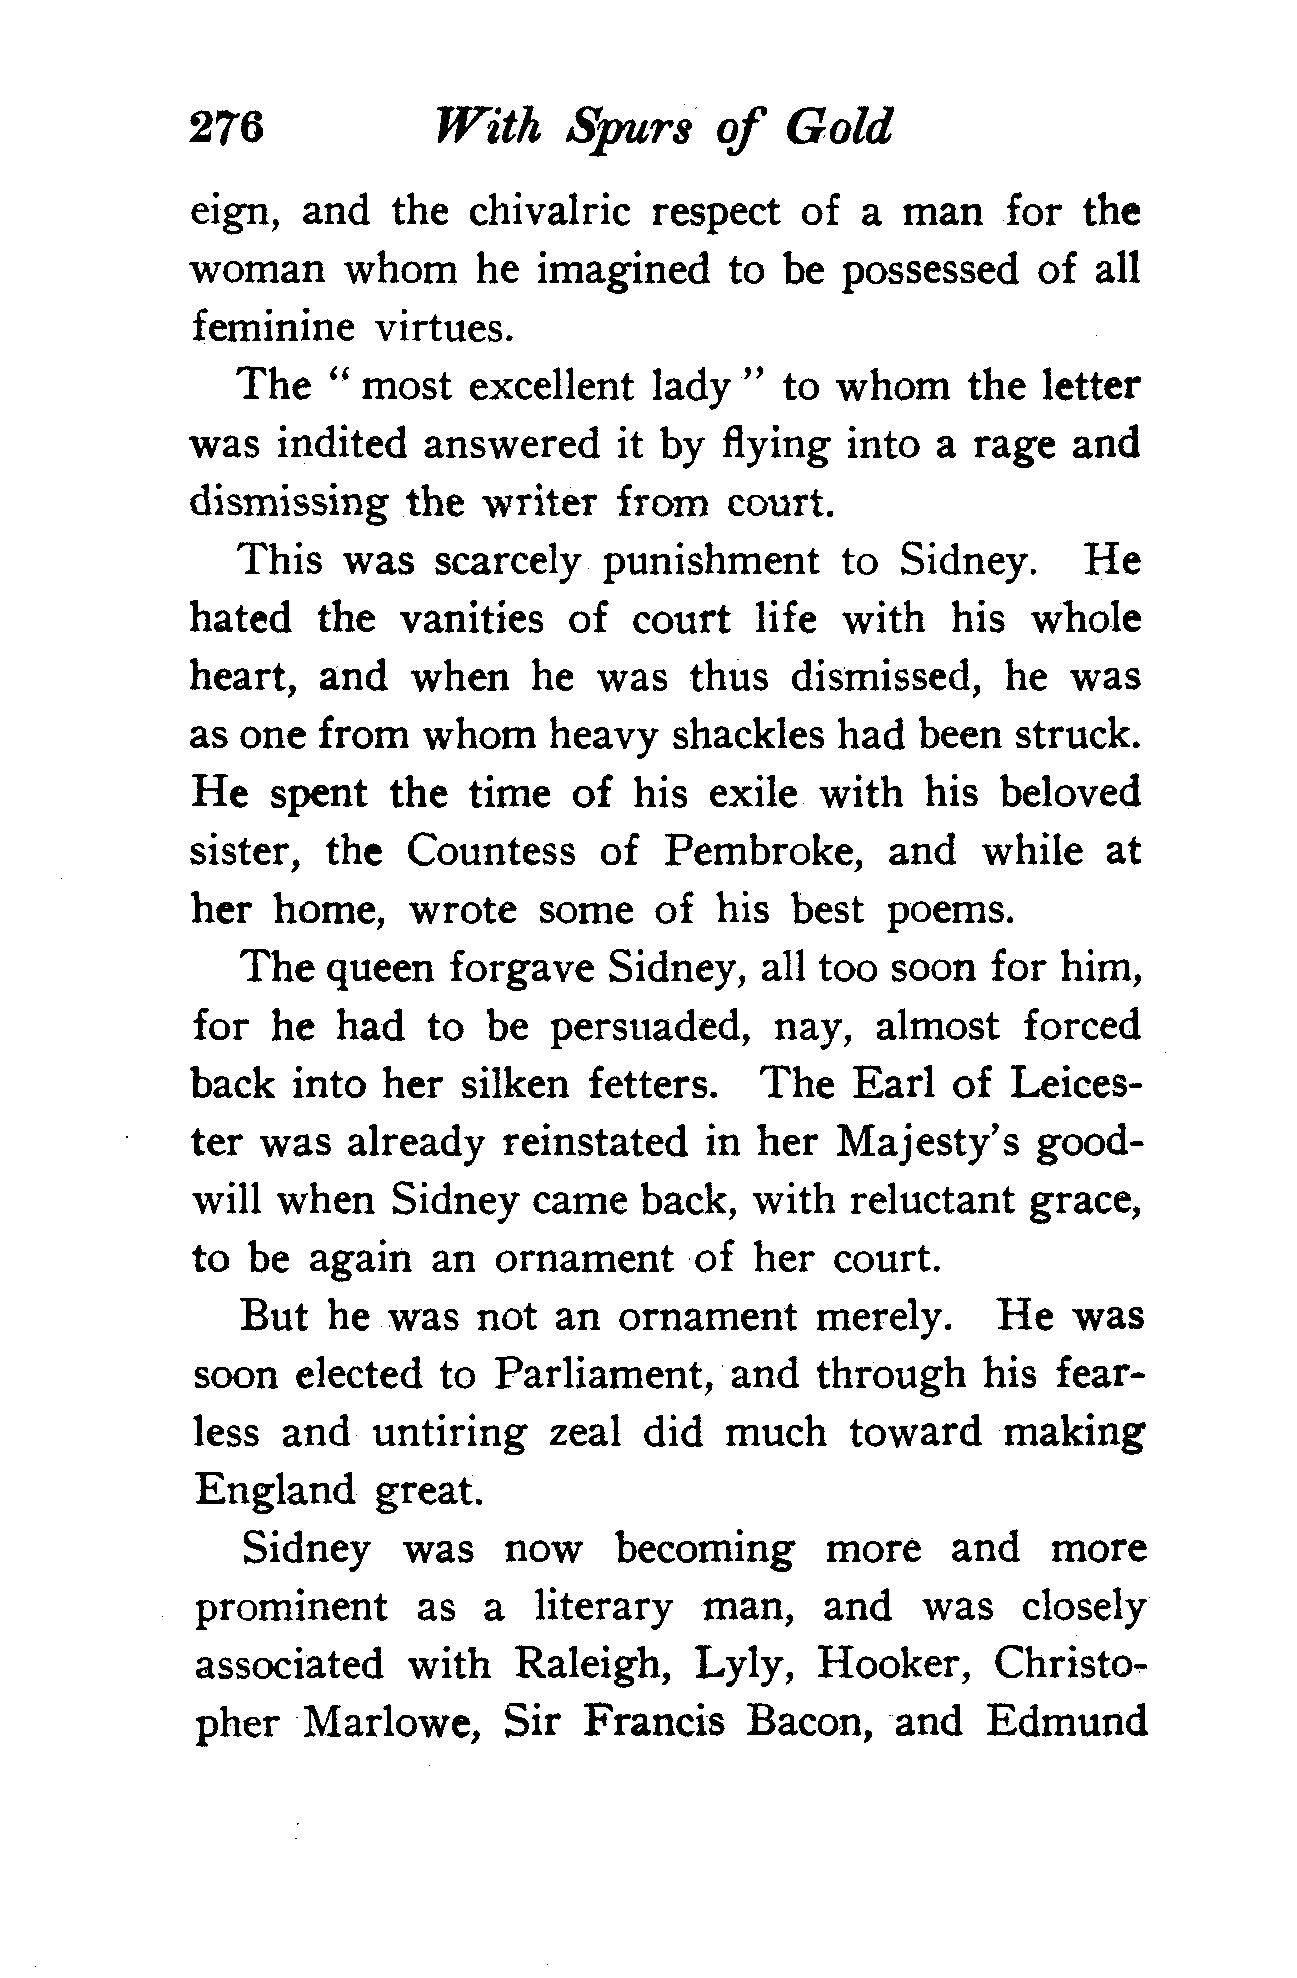 276 With Spurs of Gold
eign, and the chivalric respect of a man for the
woman whom he imagined to be possessed of all
feminine virtues.
The “ most excellent lady ” to whom the letter
was indited answered it by flying into a rage and
dismissing the writer from court.
This was scarcely punishment to Sidney. He
hated the vanities of court life with his whole
heart, and when he was thus dismissed, he was
as one from whom heavy shackles had been struck.
He spent the time of his exile with his beloved
sister, the Countess of Pembroke, and while at
her home, wrote some of his best poems.
The queen forgave Sidney, all too soon for him,
for he had to be persuaded, nay, almost forced
back into her silken fetters. The Earl of Leices-
ter was already reinstated in her Majesty’s good-
will when Sidney came back, with reluctant grace,
to be again an ornament of her court.
But he was not an ornament merely. He was
soon elected to Parliament, and through his fear-
less and untiring zeal did much toward making
England great.
Sidney was now becoming more and more
prominent as a literary man, and was closely
associated with Raleigh, Lyly, Hooker, Christo-
pher Marlowe, Sir Francis Bacon, and Edmund